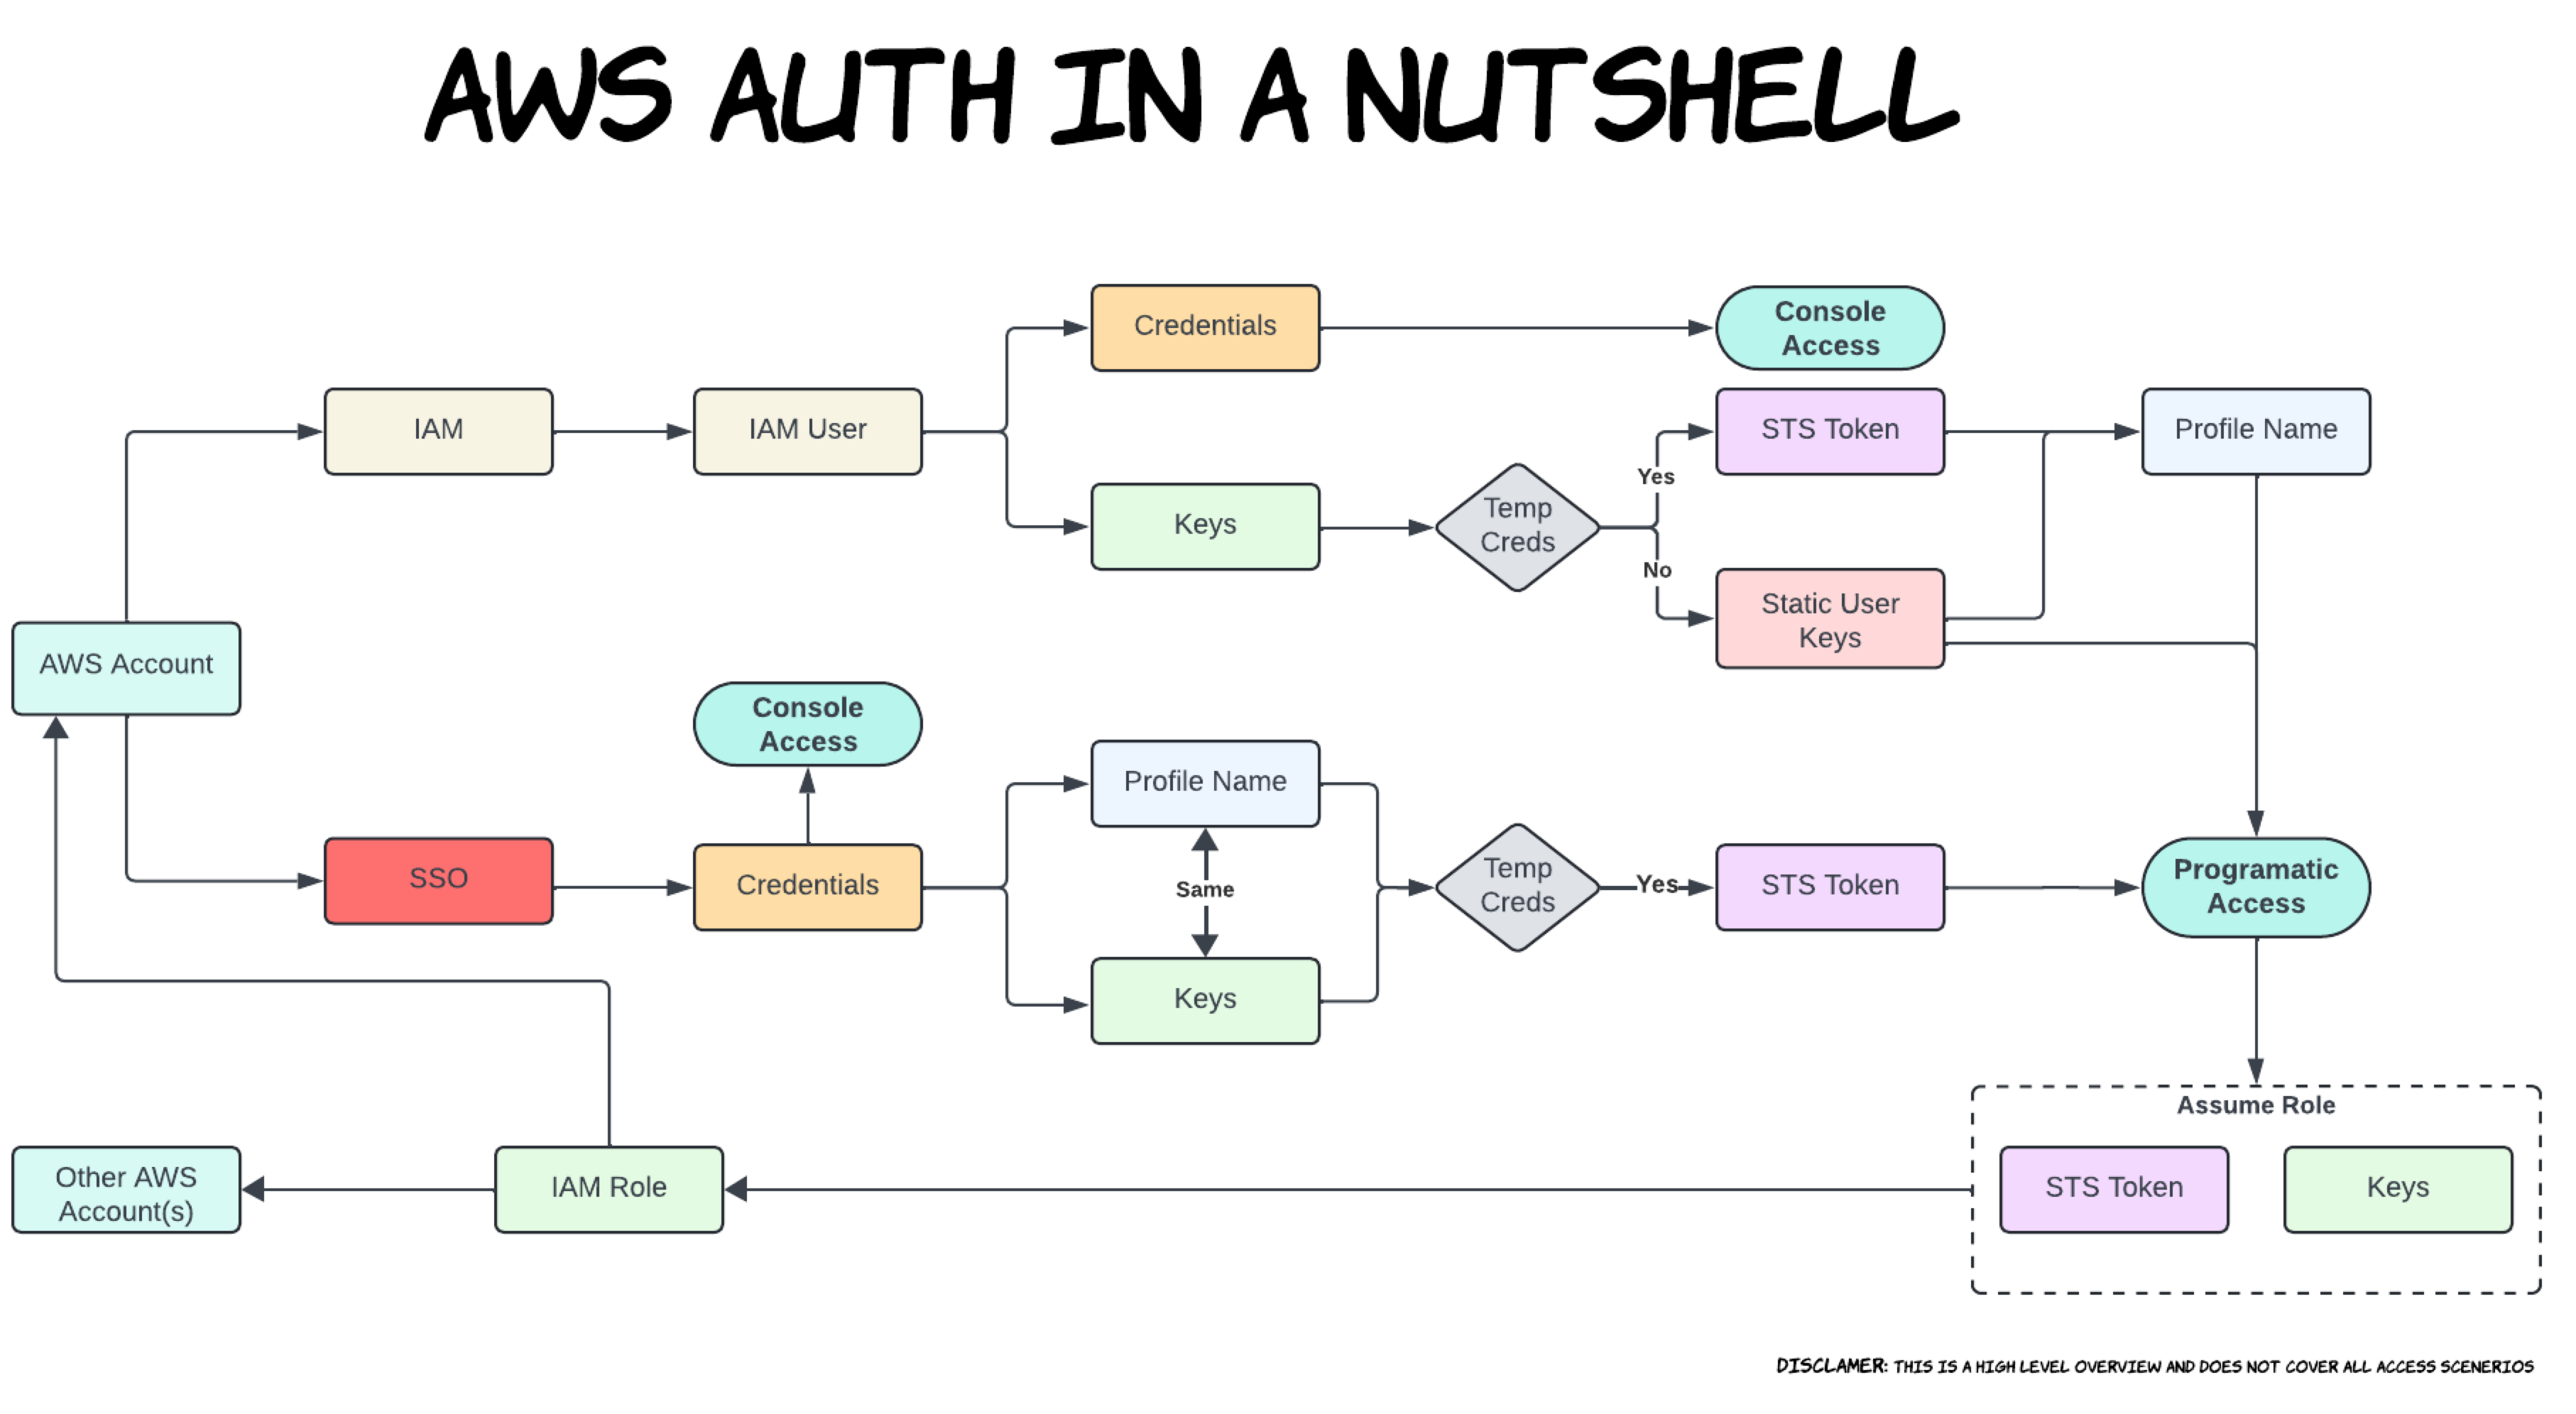 AWS AUTH IN A NUTSHELL
Credentials
Console
Access
IAM
IAM User
STS Token
Profile Name
Yes
Keys
Temp
Creds
No
Static User
Keys
AWS Account
Console
Access
Profile Name
SSO
Credentials
Same
Temp
Creds
Yes
STS Token
Programatic
Access
Keys
Assume Role
Other AWS
Account(s)
IAM Role
STS Token
Keys
DISCLAMER: THIS IS A HIGH LEVEL OVERVIEW AND DOES NOT COVER ALL ACCESS SCENERIOS